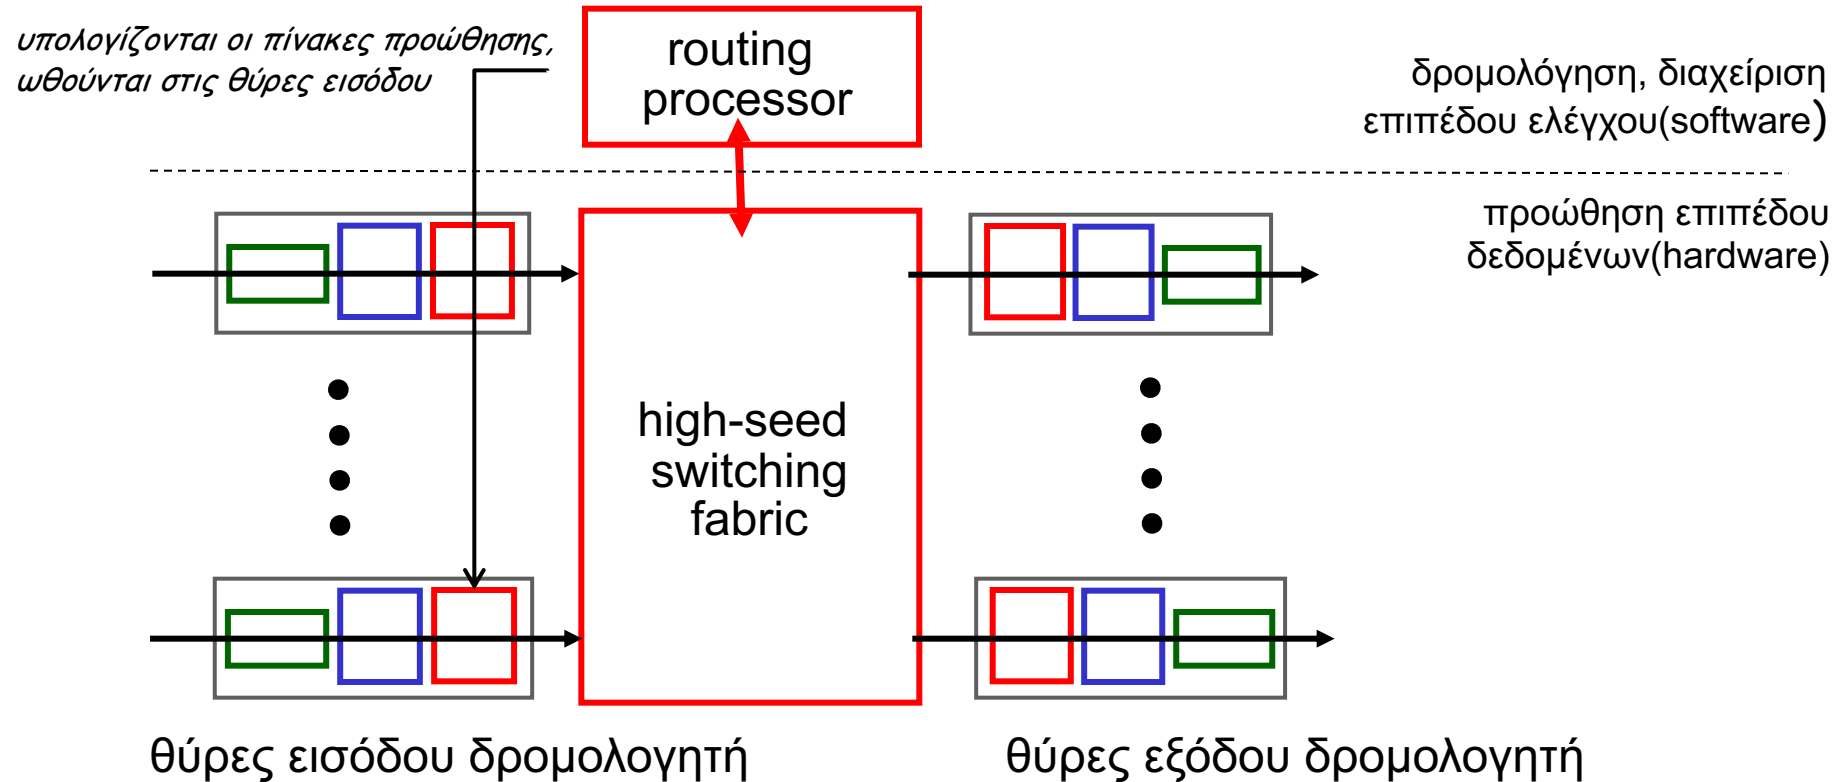 υπολογίζονται οι πίνακες προώθησης,
ωθούνται στις θύρες εισόδου
routing
processor
δρομολόγηση, διαχείριση
επιπέδου ελέγχου(software)
προώθηση επιπέδου
δεδομένων(hardware)
high-seed
switching
fabric
θύρες εισόδου δρομολογητή
θύρες εξόδου δρομολογητή